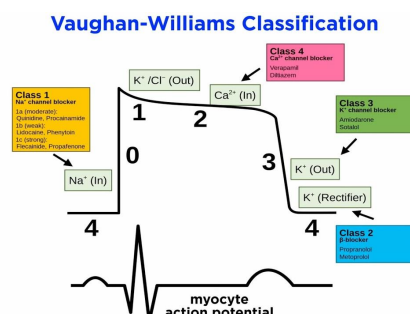 Vaughan-Williams Classification
Class 4
Ca²⁺ channel blocker
Verapamil
Diltiazem
K⁺ /Cl⁻ (Out)
Class 1
Na⁺ channel blocker
1a (moderate):
Quinidine, Procainamide
1b (weak):
Lidocaine, Phenytoin
1c (strong):
Flecainide, Propafenone
Ca²⁺ (In)
1
2
Class 3
K⁺ channel blocker
Amiodarone
Sotalol
0
3
Na⁺ (In)
K⁺ (Out)
K⁺ (Rectifier)
4
4
Class 2
β-blocker
Propranolol
Metoprolol
myocyte
action potential